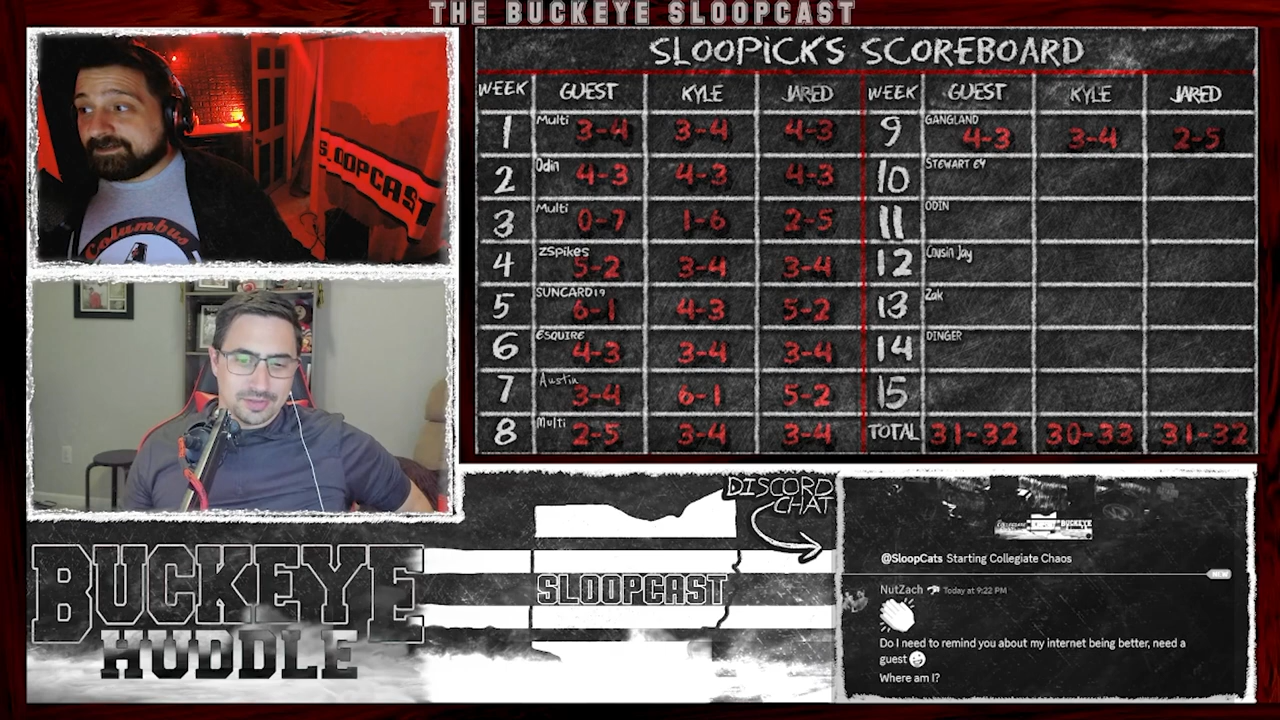 THE BUCKEYE SLOOPCAST
SLOOPICKS SCOREBOARD
WEEK GUEST KYLE JARED WEEK GUEST KYLE JARED
1 Multi 3-4 3-4 4-3 9 GANGLAND 4-3 3-4 2-5
2 Odin 4-3 4-3 4-3 10 STEWART EY
3 Multi 0-7 1-6 2-5 11 ODIN
4 ZSpikes 5-2 3-4 3-4 12 Cousin Jay
5 SUNCARD19 6-1 4-3 5-2 13 Zak
6 ESQUIRE 4-3 3-4 3-4 14 DINGER
7 Austin 3-4 6-1 5-2 15
8 Multi 2-5 3-4 3-4 TOTAL 31-32 30-33 31-32
SLOOPCAST
Columbus
DISCORD
CHAT
BUCKEYE
HUDDLE
SLOOPCAST
BUCKEYE
@SloopCats Starting Collegiate Chaos
NEW
NutZach Today at 9:22 PM
Do I need to remind you about my internet being better, need a
guest
Where am I?